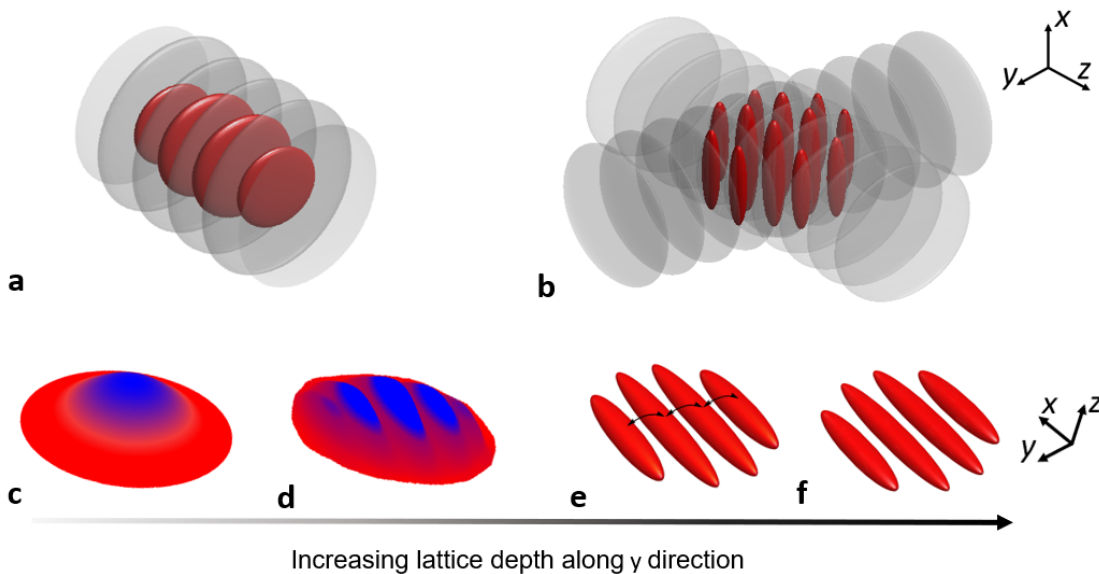 x
y z
a b
z
x
y
c d e f
Increasing lattice depth along y direction